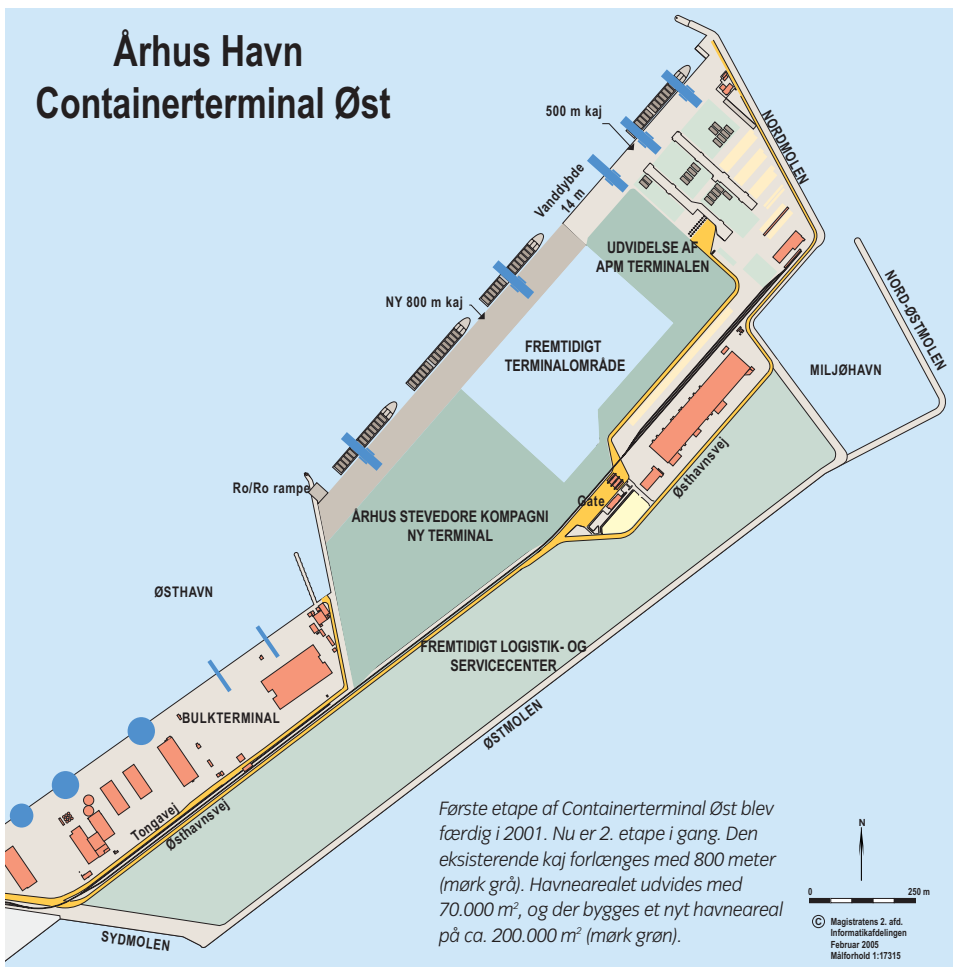 Århus Havn
Containerterminal Øst
500 m kaj
NORDMOLEN
Vanddybde
14 m
UDVIDELSE AF
APM TERMINALEN
NY 800 m kaj
NORD-ØSTMOLEN
FREMTIDIGT
TERMINALOMRÅDE
MILJØHAVN
Østhavnsvej
Ro/Ro rampe
Gate
ÅRHUS STEVEDORE KOMPAGNI
NY TERMINAL
ØSTHAVN
FREMTIDIGT LOGISTIK- OG
SERVICECENTER
BULKTERMINAL
ØSTMOLEN
Tongavej
Østhavnsvej
SYDMOLEN
Første etape af Containerterminal Øst blev
færdig i 2001. Nu er 2. etape i gang. Den
eksisterende kaj forlænges med 800 meter
(mørk grå). Havnearealet udvides med
70.000 m², og der bygges et nyt havneareal
på ca. 200.000 m² (mørk grøn).
N
0 250 m
© Magistratens 2. afd.
Informatikafdelingen
Februar 2005
Målforhold 1:17315